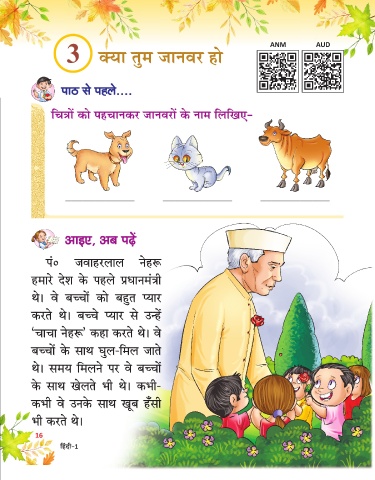 3 क्या तुम जानवर हो
ANM
AUD
पाठ से पहले....
चित्रों को पहचानकर जानवरों के नाम लिखिए-
आइए, अब पढ़ें
पं० जवाहरलाल नेहरू
हमारे देश के पहले प्रधानमंत्री
थे। वे बच्चों को बहुत प्यार
करते थे। बच्चे प्यार से उन्हें
‘चाचा नेहरू’ कहा करते थे। वे
बच्चों के साथ घुल-मिल जाते
थे। समय मिलने पर वे बच्चों
के साथ खेलते भी थे। कभी-
कभी वे उनके साथ खूब हँसी
भी करते थे।
16
हिंदी-1